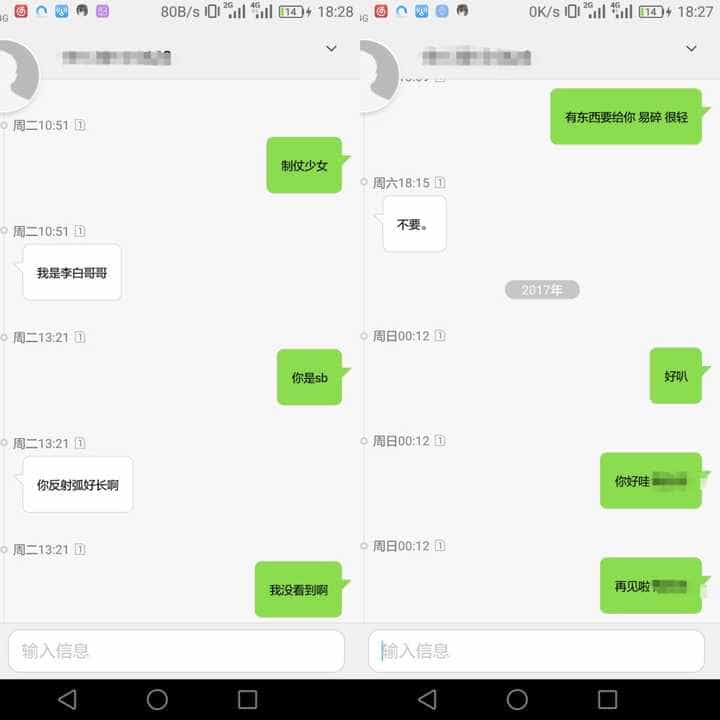 80B/s 2G 4G 14 18:28
周二10:51 1
制仗少女
周二10:51 1
我是李白哥哥
周二13:21 1
你是sb
周二13:21 1
你反射弧好长啊
周二13:21 1
我没看到啊
输入信息
0K/s 2G 4G 14 18:27
有东西要给你 易碎 很轻
周六18:15 1
不要。
2017年
周日00:12 1
好叭
周日00:12 1
你好哇
周日00:12 1
再见啦
输入信息